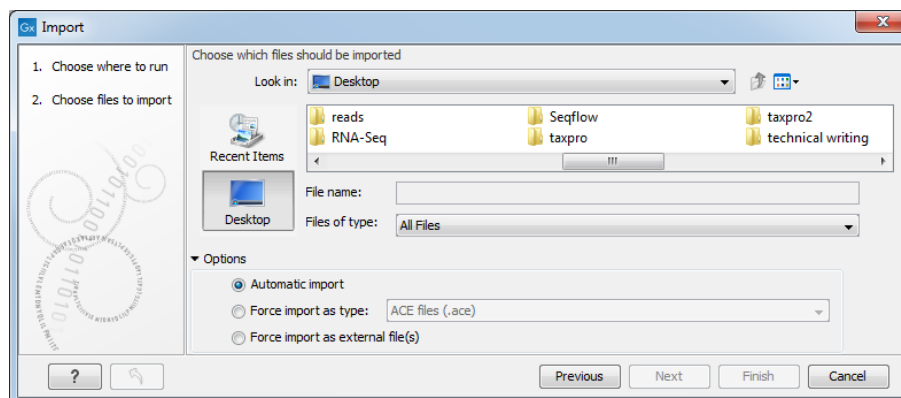 Gx Import
1. Choose where to run
2. Choose files to import
Choose which files should be imported
Look in: Desktop
Recent Items
Desktop
reads Seqflow taxpro2
RNA-Seq taxpro technical writing
File name:
Files of type: All Files
Options
Automatic import
Force import as type: ACE files (.ace)
Force import as external file(s)
? Previous Next Finish Cancel